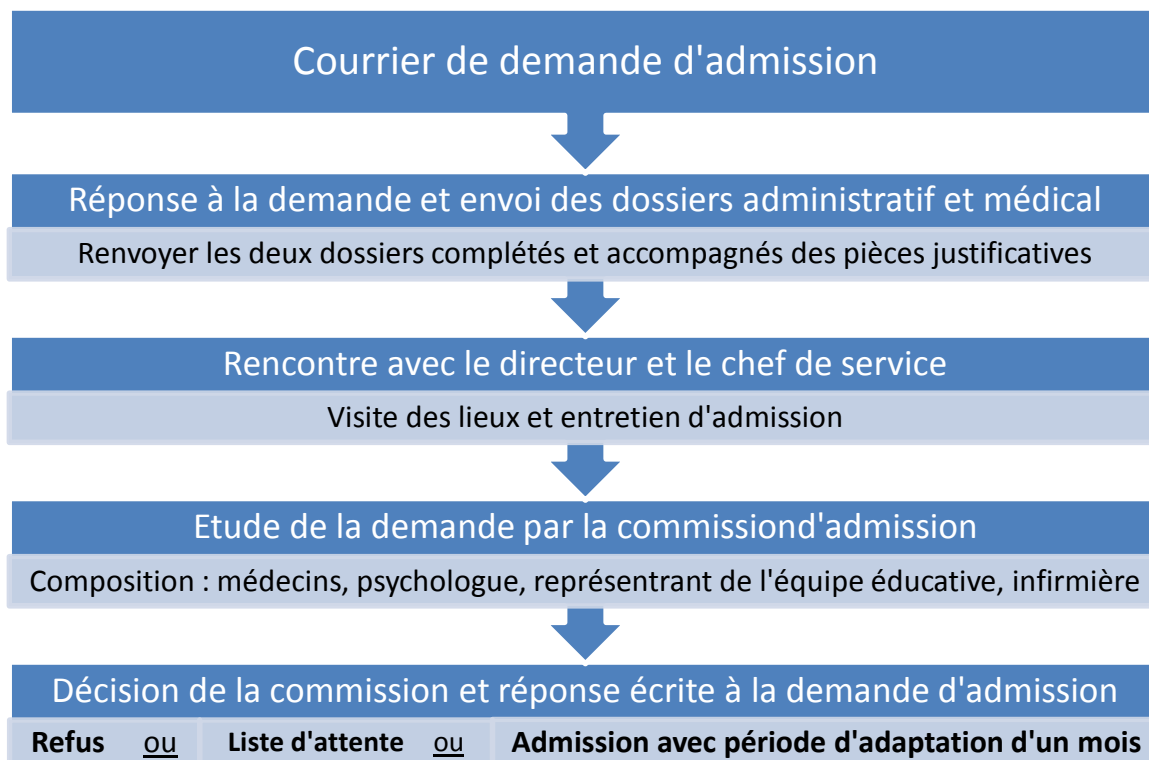 Courrier de demande d'admission
Réponse à la demande et envoi des dossiers administratif et médical
Renvoyer les deux dossiers complétés et accompagnés des pièces justificatives
Rencontre avec le directeur et le chef de service
Visite des lieux et entretien d'admission
Etude de la demande par la commissiond'admission
Composition : médecins, psychologue, représentrant de l'équipe éducative, infirmière
Décision de la commission et réponse écrite à la demande d'admission
Refus ou Liste d'attente ou Admission avec période d'adaptation d'un mois